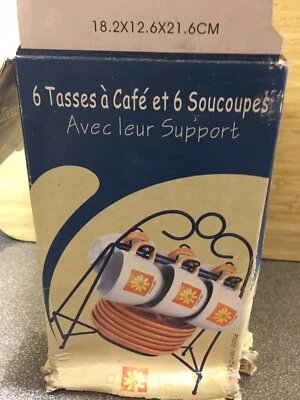 18.2X12.6X21.6CM
6 Tasses à Café et 6 Soucoupes
Avec leur Support